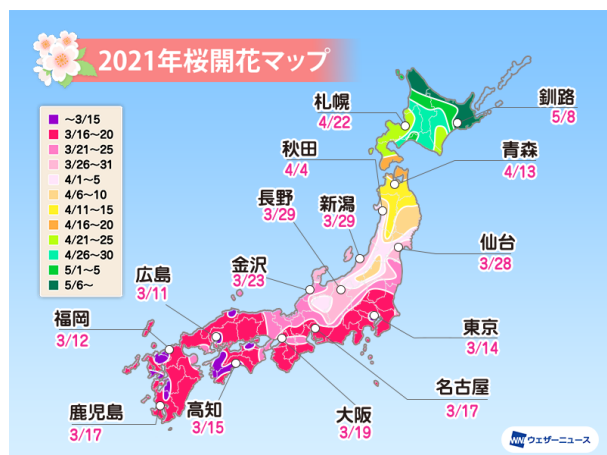 2021年桜開花マップ
～3/15
3/16～20
3/21～25
3/26～31
4/1～5
4/6～10
4/11～15
4/16～20
4/21～25
4/26～30
5/1～5
5/6～
札幌
4/22
釧路
5/8
秋田
4/4
青森
4/13
長野
3/29
新潟
3/29
仙台
3/28
金沢
3/23
広島
3/11
福岡
3/12
東京
3/14
名古屋
3/17
鹿児島
3/17
高知
3/15
大阪
3/19
WNI ウェザーニュース